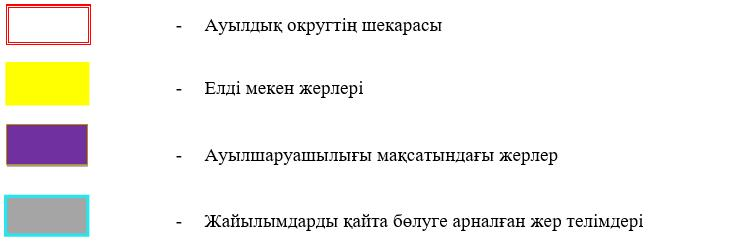 - Ауылдық округтің шекарасы
- Елді мекен жерлері
- Ауылшаруашылығы мақсатындағы жерлер
- Жайылымдарды қайта бөлуге арналған жер телімдері